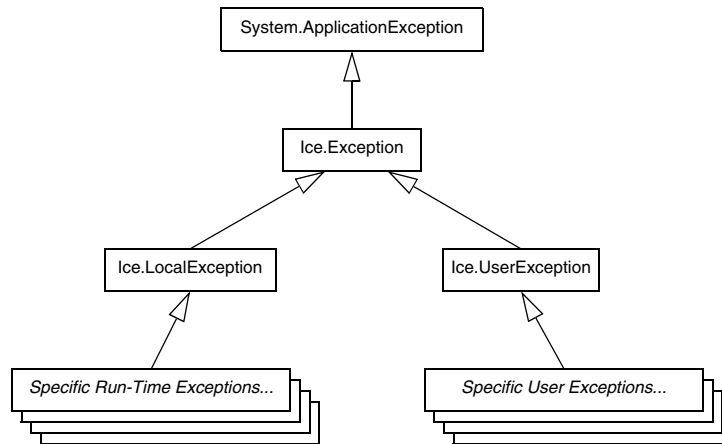 System.ApplicationException
Ice.Exception
Ice.LocalException
Ice.UserException
Specific Run-Time Exceptions...
Specific User Exceptions...